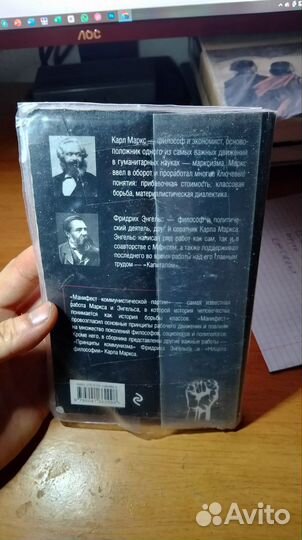 AOC
Карл Маркс — философ и экономист, осново-
положник одного из самых важных движений
в гуманитарных науках — марксизма. Маркс
ввел в оборот и проработал многие ключевые
понятия: прибавочная стоимость, классовая
борьба, материалистическая диалектика.
Фридрих Энгельс — философ и политический
деятель, друг и соратник Карла Маркса.
Энгельс написал ряд работ как сам, так и в
соавторстве с Марксом, а также поддерживал
последнего во время работы над его главным
трудом — «Капиталом».
«Манифест коммунистической партии» — самая известная
работа Маркса и Энгельса, в которой история человечества
понимается как история борьбы классов. «Манифест»
провозгласил основные принципы рабочего движения и повлиял
на множество поколений философов, социологов и политологов.
Кроме него, в сборнике представлены другие важные работы —
«Принципы коммунизма» Фридриха Энгельса и «Нищета
философии» Карла Маркса.
Avito